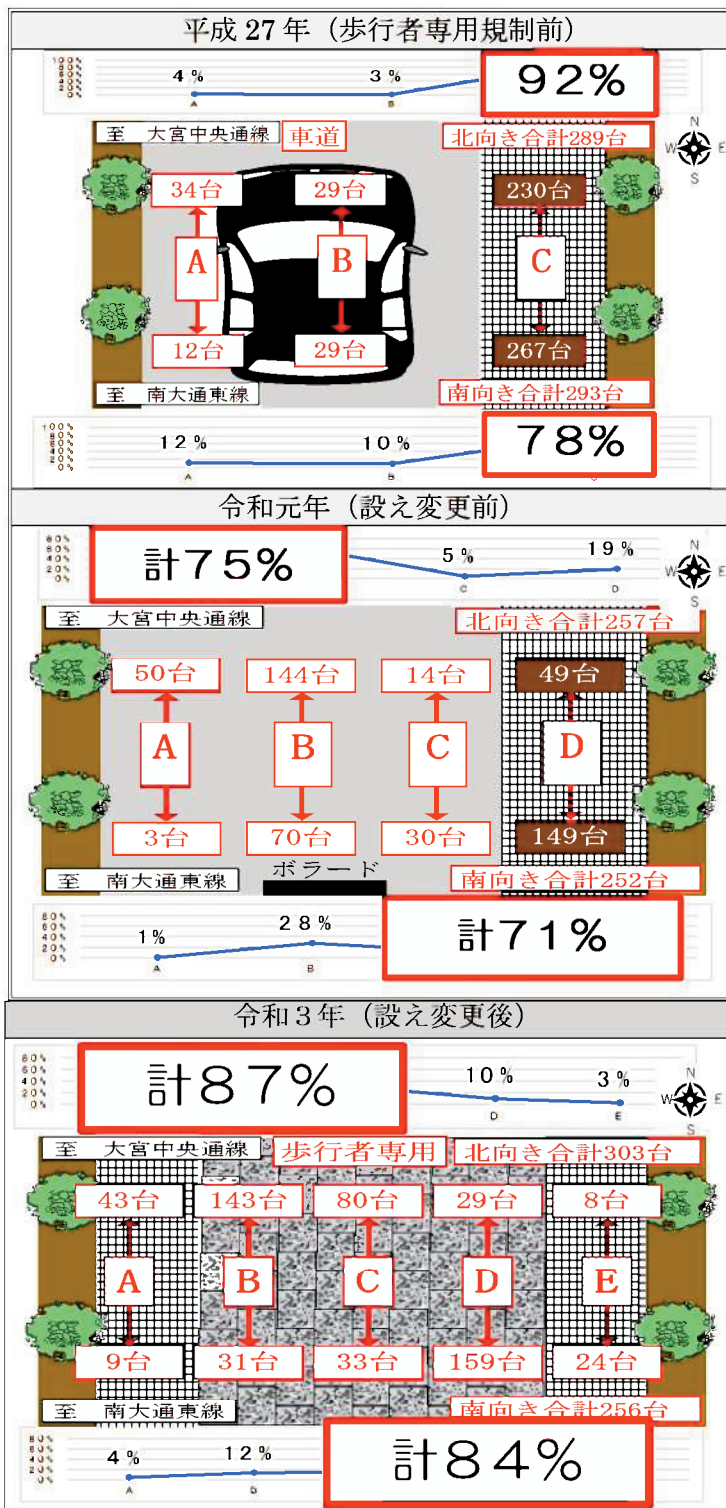 平成27年（歩行者専用規制前）
100%
80%
60%
40%
20%
0%
4%
3%
92%
A
B
至 大宮中央通線
車道
北向き合計289台
N
W E
S
34台
29台
230台
A
B
C
12台
29台
267台
至 南大通東線
南向き合計293台
100%
80%
60%
40%
20%
0%
12%
10%
78%
A
B
令和元年（設え変更前）
80%
60%
40%
20%
0%
計75%
5%
19%
C
D
N
W E
S
至 大宮中央通線
北向き合計257台
50台
144台
14台
49台
A
B
C
D
3台
70台
30台
149台
ボラード
至 南大通東線
南向き合計252台
80%
60%
40%
20%
0%
1%
28%
計71%
A
B
令和３年（設え変更後）
80%
60%
40%
20%
0%
計87%
10%
3%
D
E
N
W E
S
至 大宮中央通線
歩行者専用
北向き合計303台
43台
143台
80台
29台
8台
A
B
C
D
E
9台
31台
33台
159台
24台
至 南大通東線
南向き合計256台
80%
60%
40%
20%
0%
4%
12%
計84%
A
B